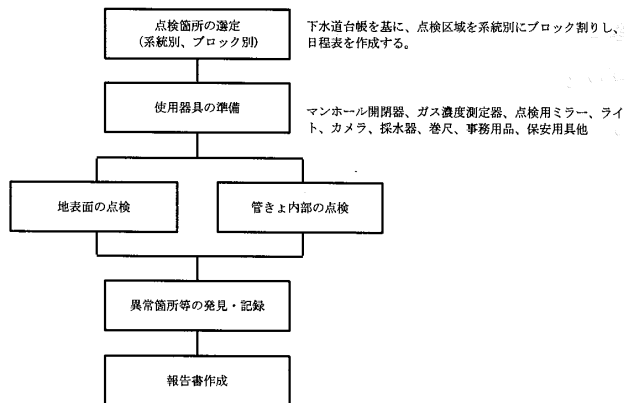 点検箇所の選定
(系統別、ブロック別)
下水道台帳を基に、点検区域を系統別にブロック割りし、
日程表を作成する。
使用器具の準備
マンホール開閉器、ガス濃度測定器、点検用ミラー、ライ
ト、カメラ、採水器、巻尺、事務用品、保安用具他
地表面の点検
管きょ内部の点検
異常箇所等の発見・記録
報告書作成